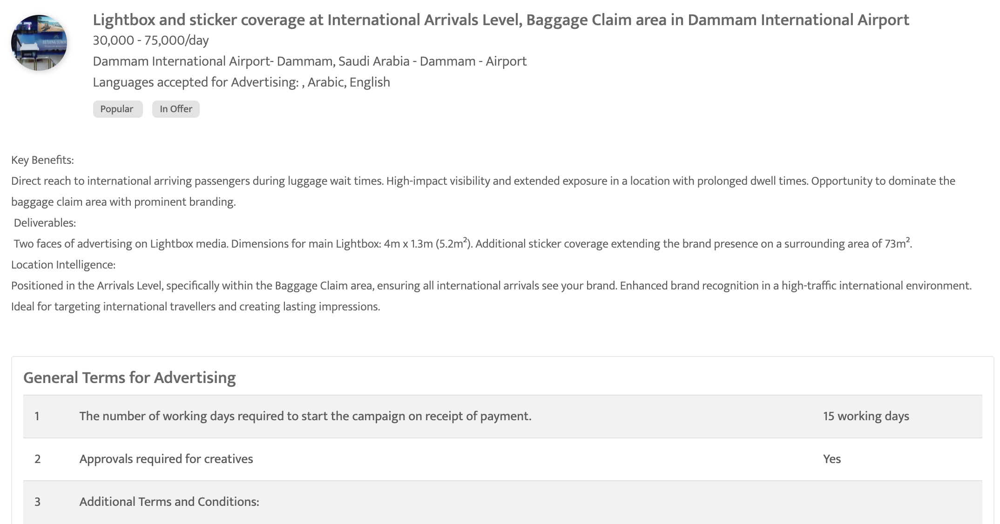 Lightbox and sticker coverage at International Arrivals Level, Baggage Claim area in Dammam International Airport
30,000 - 75,000/day
Dammam International Airport- Dammam, Saudi Arabia - Dammam - Airport
Languages accepted for Advertising: , Arabic, English
Popular
In Offer
RETHINK SUMM
Key Benefits:
Direct reach to international arriving passengers during luggage wait times. High-impact visibility and extended exposure in a location with prolonged dwell times. Opportunity to dominate the
baggage claim area with prominent branding.
Deliverables:
Two faces of advertising on Lightbox media. Dimensions for main Lightbox: 4m x 1.3m (5.2m²). Additional sticker coverage extending the brand presence on a surrounding area of 73m².
Location Intelligence:
Positioned in the Arrivals Level, specifically within the Baggage Claim area, ensuring all international arrivals see your brand. Enhanced brand recognition in a high-traffic international environment.
Ideal for targeting international travellers and creating lasting impressions.
General Terms for Advertising
1 The number of working days required to start the campaign on receipt of payment. 15 working days
2 Approvals required for creatives Yes
3 Additional Terms and Conditions: